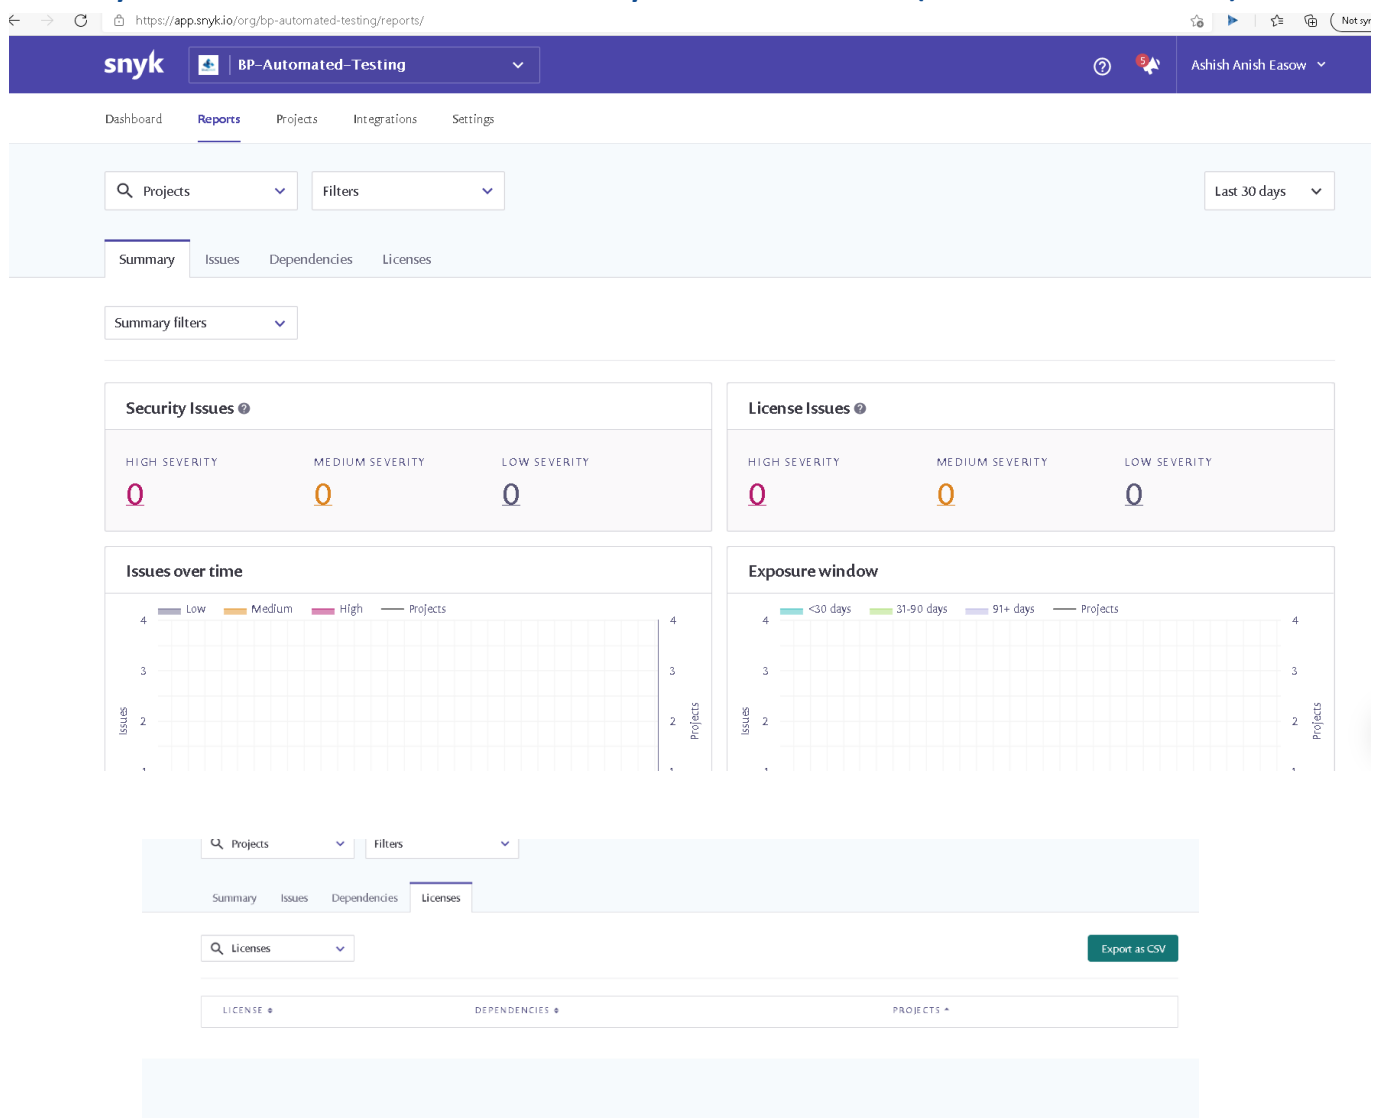 https://app.snyk.io/org/bp-automated-testing/reports/
Not syn
snyk BP-Automated-Testing 5 Ashish Anish Easow
Dashboard Reports Projects Integrations Settings
Projects Filters Last 30 days
Summary Issues Dependencies Licenses
Summary filters
Security Issues License Issues
HIGH SEVERITY MEDIUM SEVERITY LOW SEVERITY HIGH SEVERITY MEDIUM SEVERITY LOW SEVERITY
0 0 0 0 0 0
Issues over time Exposure window
Low Medium High Projects <30 days 31-90 days 91+ days Projects
4 4 4 4
3 3 3 3
Issues 2 2 Projects Issues 2 2 Projects
Projects Filters
Summary Issues Dependencies Licenses
Licenses Export as CSV
LICENSE DEPENDENCIES PROJECTS